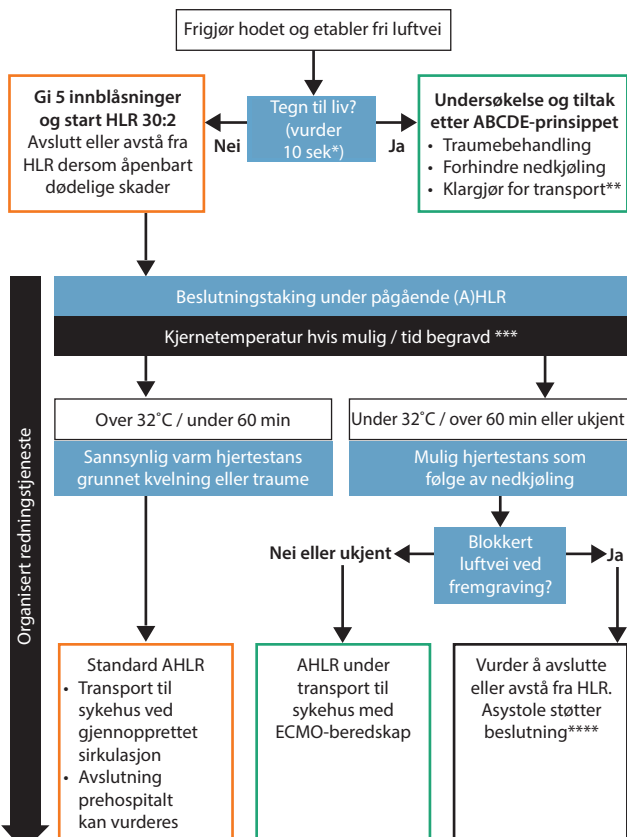 Frigjør hodet og etabler fri luftvei
Gi 5 innblåsninger
og start HLR 30:2
Avslutt eller avstå fra
HLR dersom åpenbart
dødelige skader
Nei
Tegn til liv?
(vurder
10 sek*)
Ja
Undersøkelse og tiltak
etter ABCDE-prinsippet
• Traumebehandling
• Forhindre nedkjøling
• Klargjør for transport**
Organisert redningstjeneste
Beslutningstaking under pågående (A)HLR
Kjernetemperatur hvis mulig / tid begravd ***
Over 32˚C / under 60 min
Sannsynlig varm hjertestans
grunnet kvelning eller traume
Under 32˚C / over 60 min eller ukjent
Mulig hjertestans som
følge av nedkjøling
Nei eller ukjent
Blokkert
luftvei ved
fremgraving?
Ja
Standard AHLR
• Transport til
sykehus ved
gjenopprettet
sirkulasjon
• Avslutning
prehospitalt
kan vurderes
AHLR under
transport til
sykehus med
ECMO-beredskap
Vurder å avslutte
eller avstå fra HLR.
Asystole støtter
beslutning****